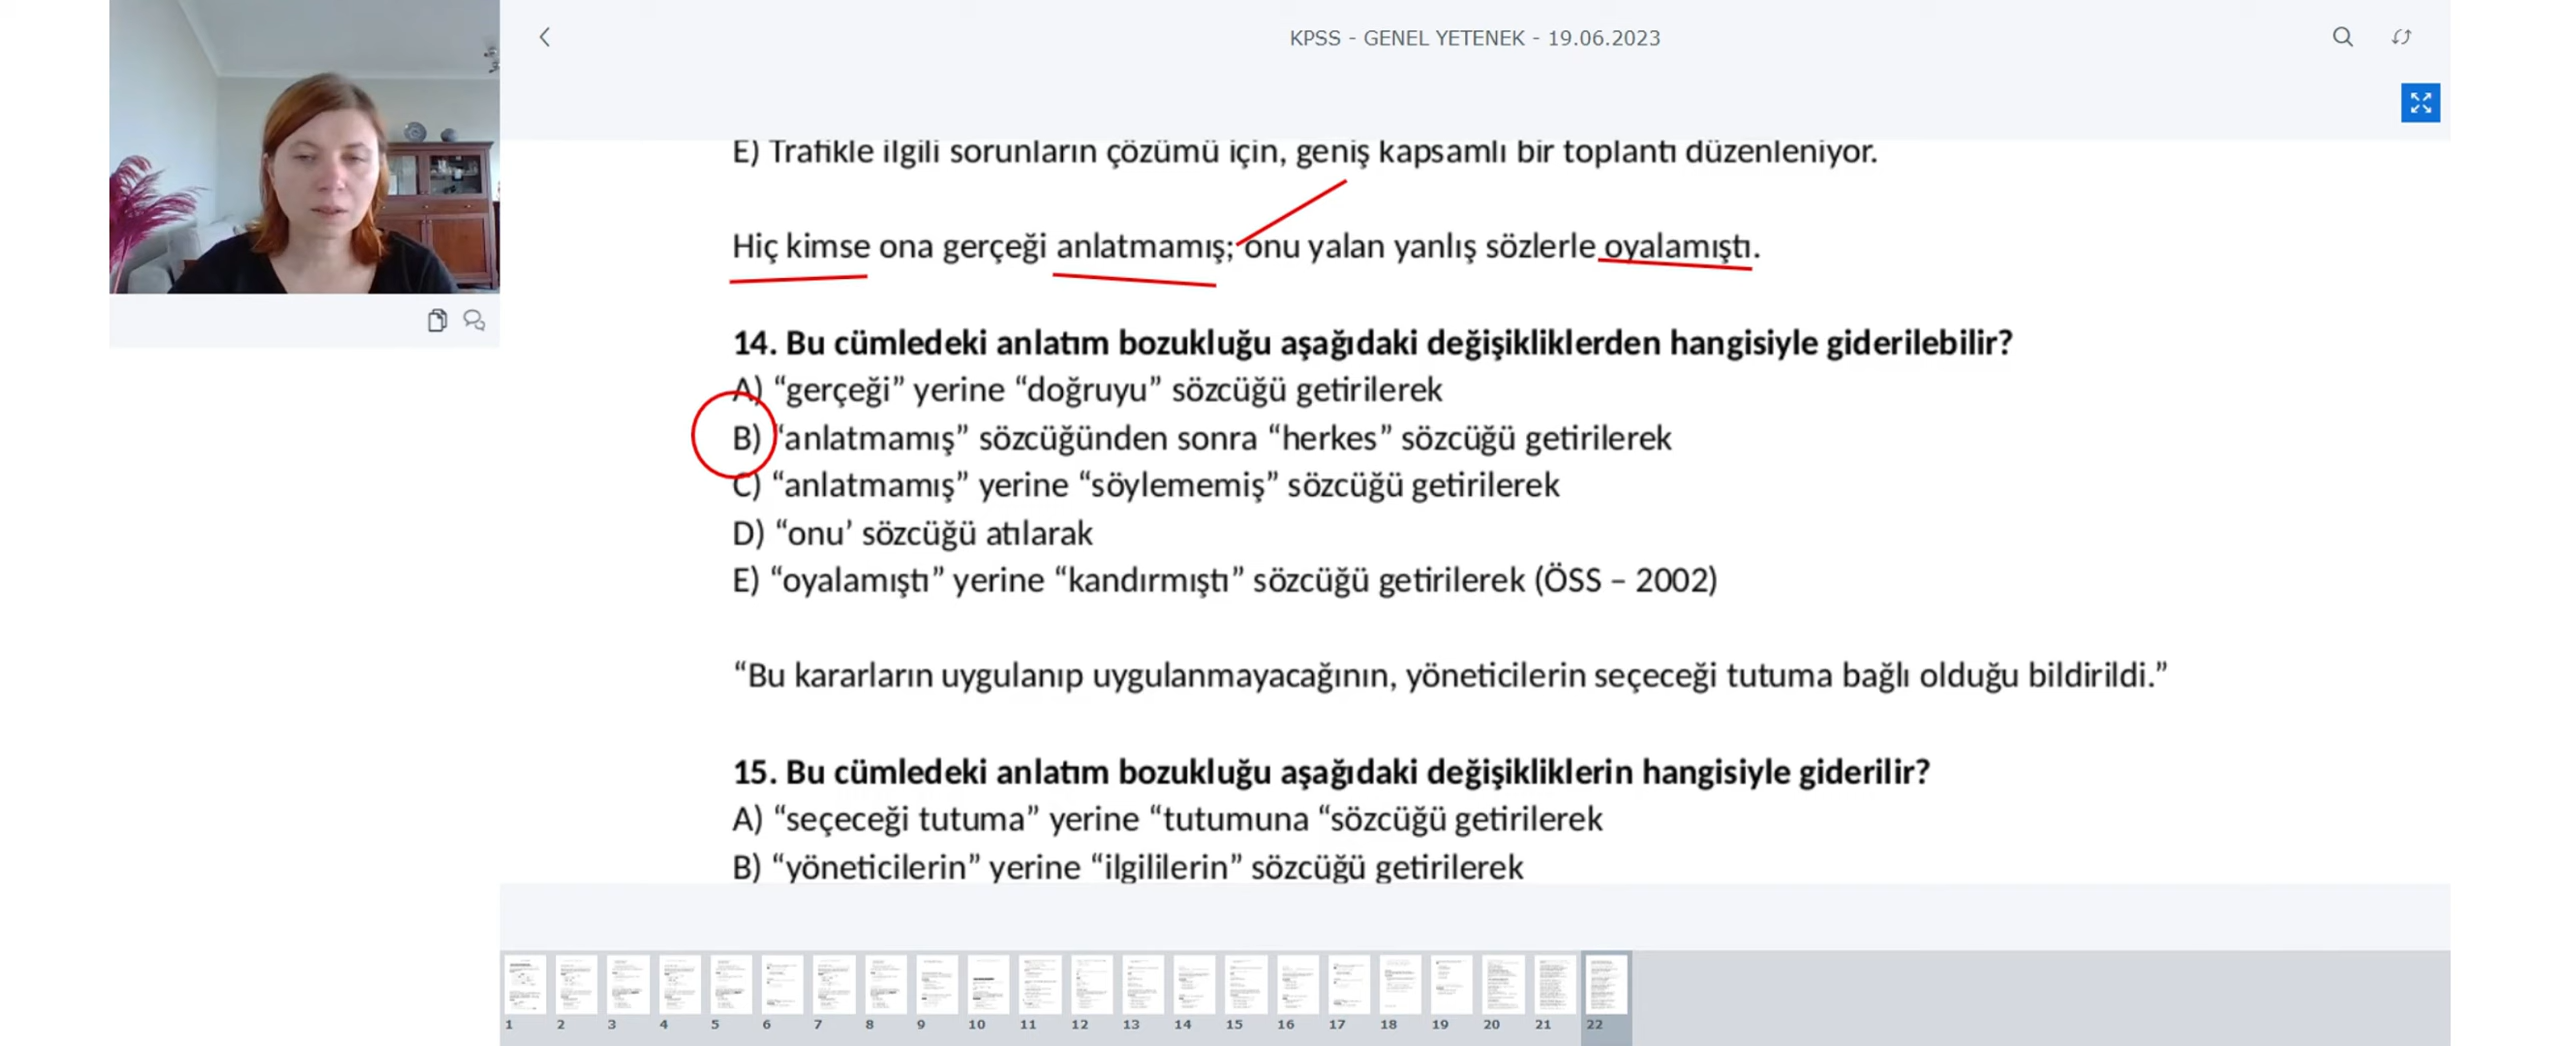 KPSS - GENEL YETENEK - 19.06.2023
E) Trafikle ilgili sorunların çözümü için, geniş kapsamlı bir toplantı düzenleniyor.
Hiç kimse ona gerçeği anlatmamış; onu yalan yanlış sözlerle oyalamıştı.
14. Bu cümledeki anlatım bozukluğu aşağıdaki değişikliklerden hangisiyle giderilebilir?
A) “gerçeği” yerine “doğruyu” sözcüğü getirilerek
B) “anlatmamış” sözcüğünden sonra “herkes” sözcüğü getirilerek
C) “anlatmamış” yerine “söylememiş” sözcüğü getirilerek
D) “onu’ sözcüğü atılarak
E) “oyalamıştı” yerine “kandırmıştı” sözcüğü getirilerek (ÖSS – 2002)
“Bu kararların uygulanıp uygulanmayacağının, yöneticilerin seçeceği tutuma bağlı olduğu bildirildi.”
15. Bu cümledeki anlatım bozukluğu aşağıdaki değişikliklerin hangisiyle giderilir?
A) “seçeceği tutuma” yerine “tutumuna “sözcüğü getirilerek
B) “yöneticilerin” yerine “ilgililerin” sözcüğü getirilerek
1 2 3 4 5 6 7 8 9 10 11 12 13 14 15 16 17 18 19 20 21 22